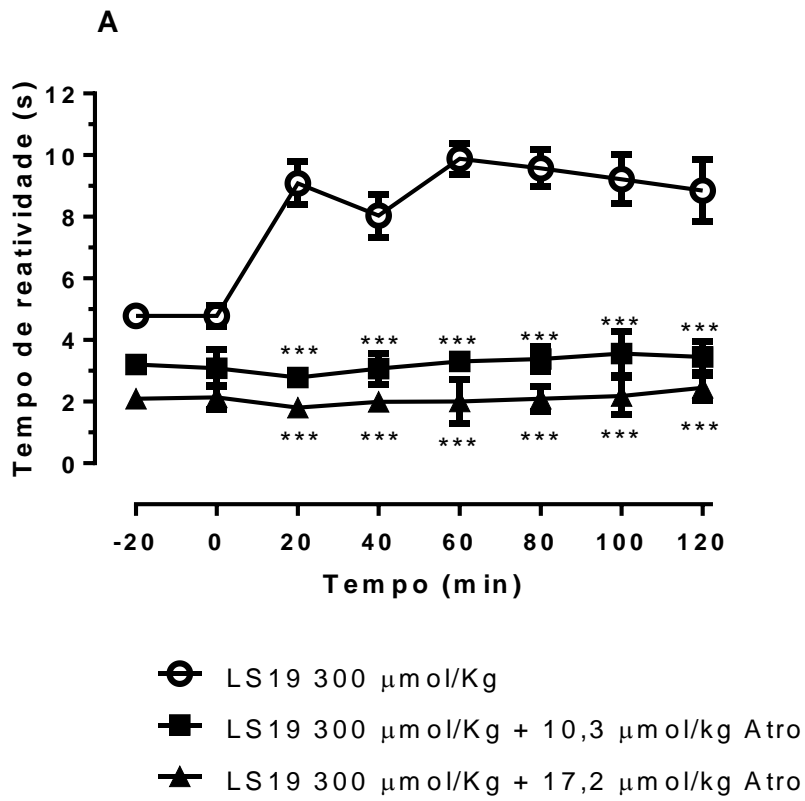 A
Tempo de reatividade (s)
12
10
8
6
4
2
0
*** *** *** *** *** ***
*** *** *** *** *** ***
-20 0 20 40 60 80 100 120
Tempo (min)
LS19 300 μmol/Kg
LS19 300 μmol/Kg + 10,3 μmol/kg Atro
LS19 300 μmol/Kg + 17,2 μmol/kg Atro